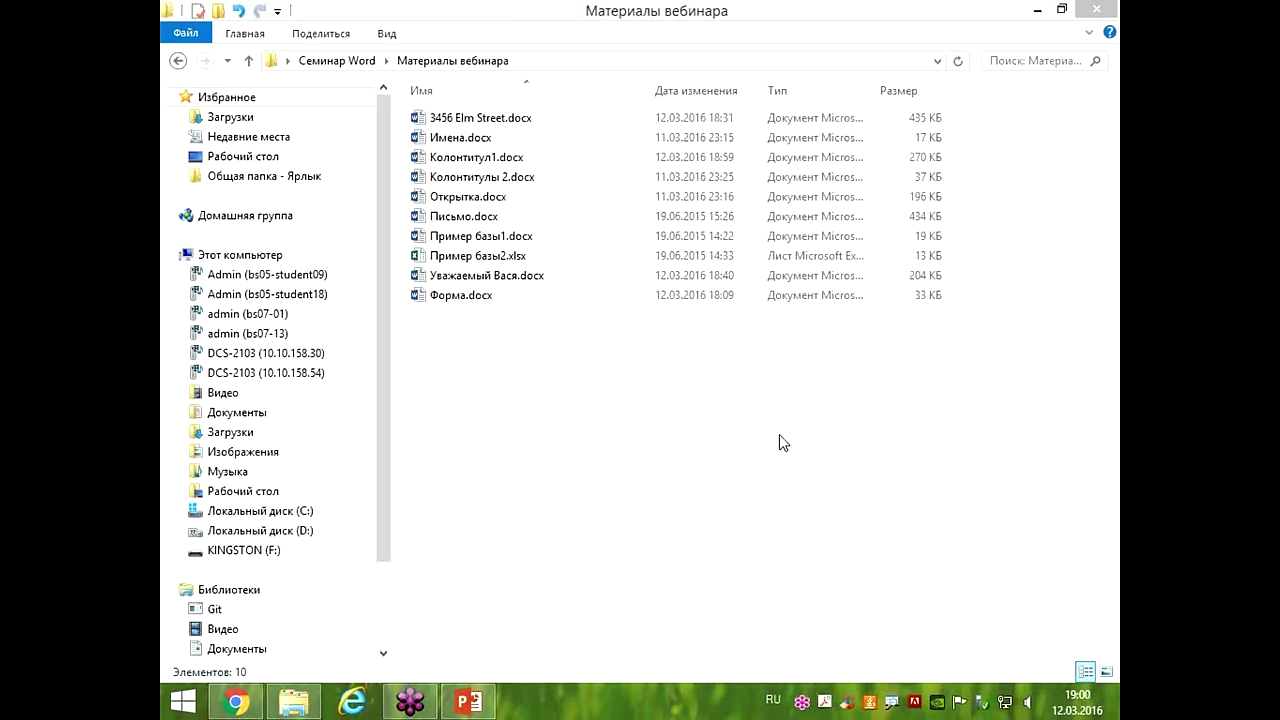 Материалы вебинара
Файл Главная Поделиться Вид
Семинар Word Материалы вебинара Поиск: Материа...
Имя Дата изменения Тип Размер
3456 Elm Street.docx 12.03.2016 18:31 Документ Micros... 435 КБ
Имена.docx 11.03.2016 23:15 Документ Micros... 17 КБ
Колонтитул1.docx 12.03.2016 18:59 Документ Micros... 270 КБ
Колонтитулы 2.docx 11.03.2016 23:25 Документ Micros... 37 КБ
Открытка.docx 11.03.2016 23:16 Документ Micros... 196 КБ
Письмо.docx 19.06.2015 15:26 Документ Micros... 434 КБ
Пример базы1.docx 19.06.2015 14:22 Документ Micros... 19 КБ
Пример базы2.xlsx 19.06.2015 14:33 Лист Microsoft Ex... 13 КБ
Уважаемый Вася.docx 12.03.2016 18:40 Документ Micros... 204 КБ
Форма.docx 12.03.2016 18:09 Документ Micros... 33 КБ
Избранное
Загрузки
Недавние места
Рабочий стол
Общая папка - Ярлык
Домашняя группа
Этот компьютер
Admin (bs05-student09)
Admin (bs05-student18)
admin (bs07-01)
admin (bs07-13)
DCS-2103 (10.10.158.30)
DCS-2103 (10.10.158.54)
Видео
Документы
Загрузки
Изображения
Музыка
Рабочий стол
Локальный диск (C:)
Локальный диск (D:)
KINGSTON (F:)
Библиотеки
Git
Видео
Документы
Элементов: 10
RU 19:00
12.03.2016